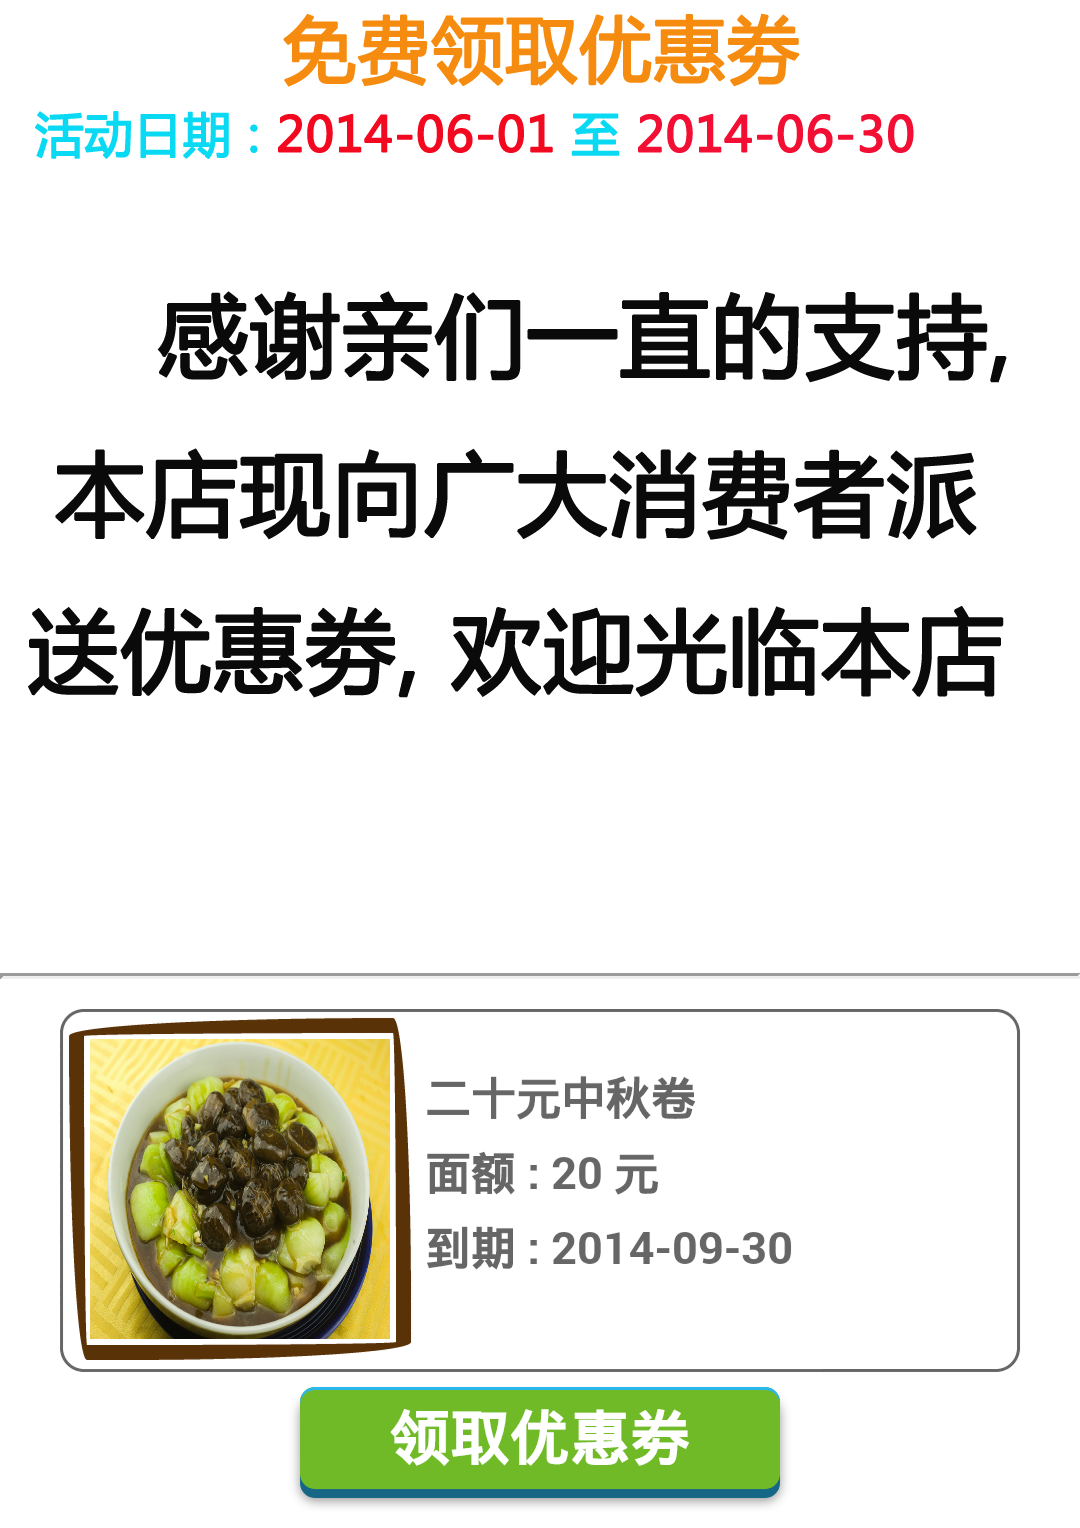 免费领取优惠劵
活动日期 : 2014-06-01 至 2014-06-30
感谢亲们一直的支持,
本店现向广大消费者派
送优惠劵, 欢迎光临本店
二十元中秋卷
面额 : 20 元
到期 : 2014-09-30
领取优惠劵